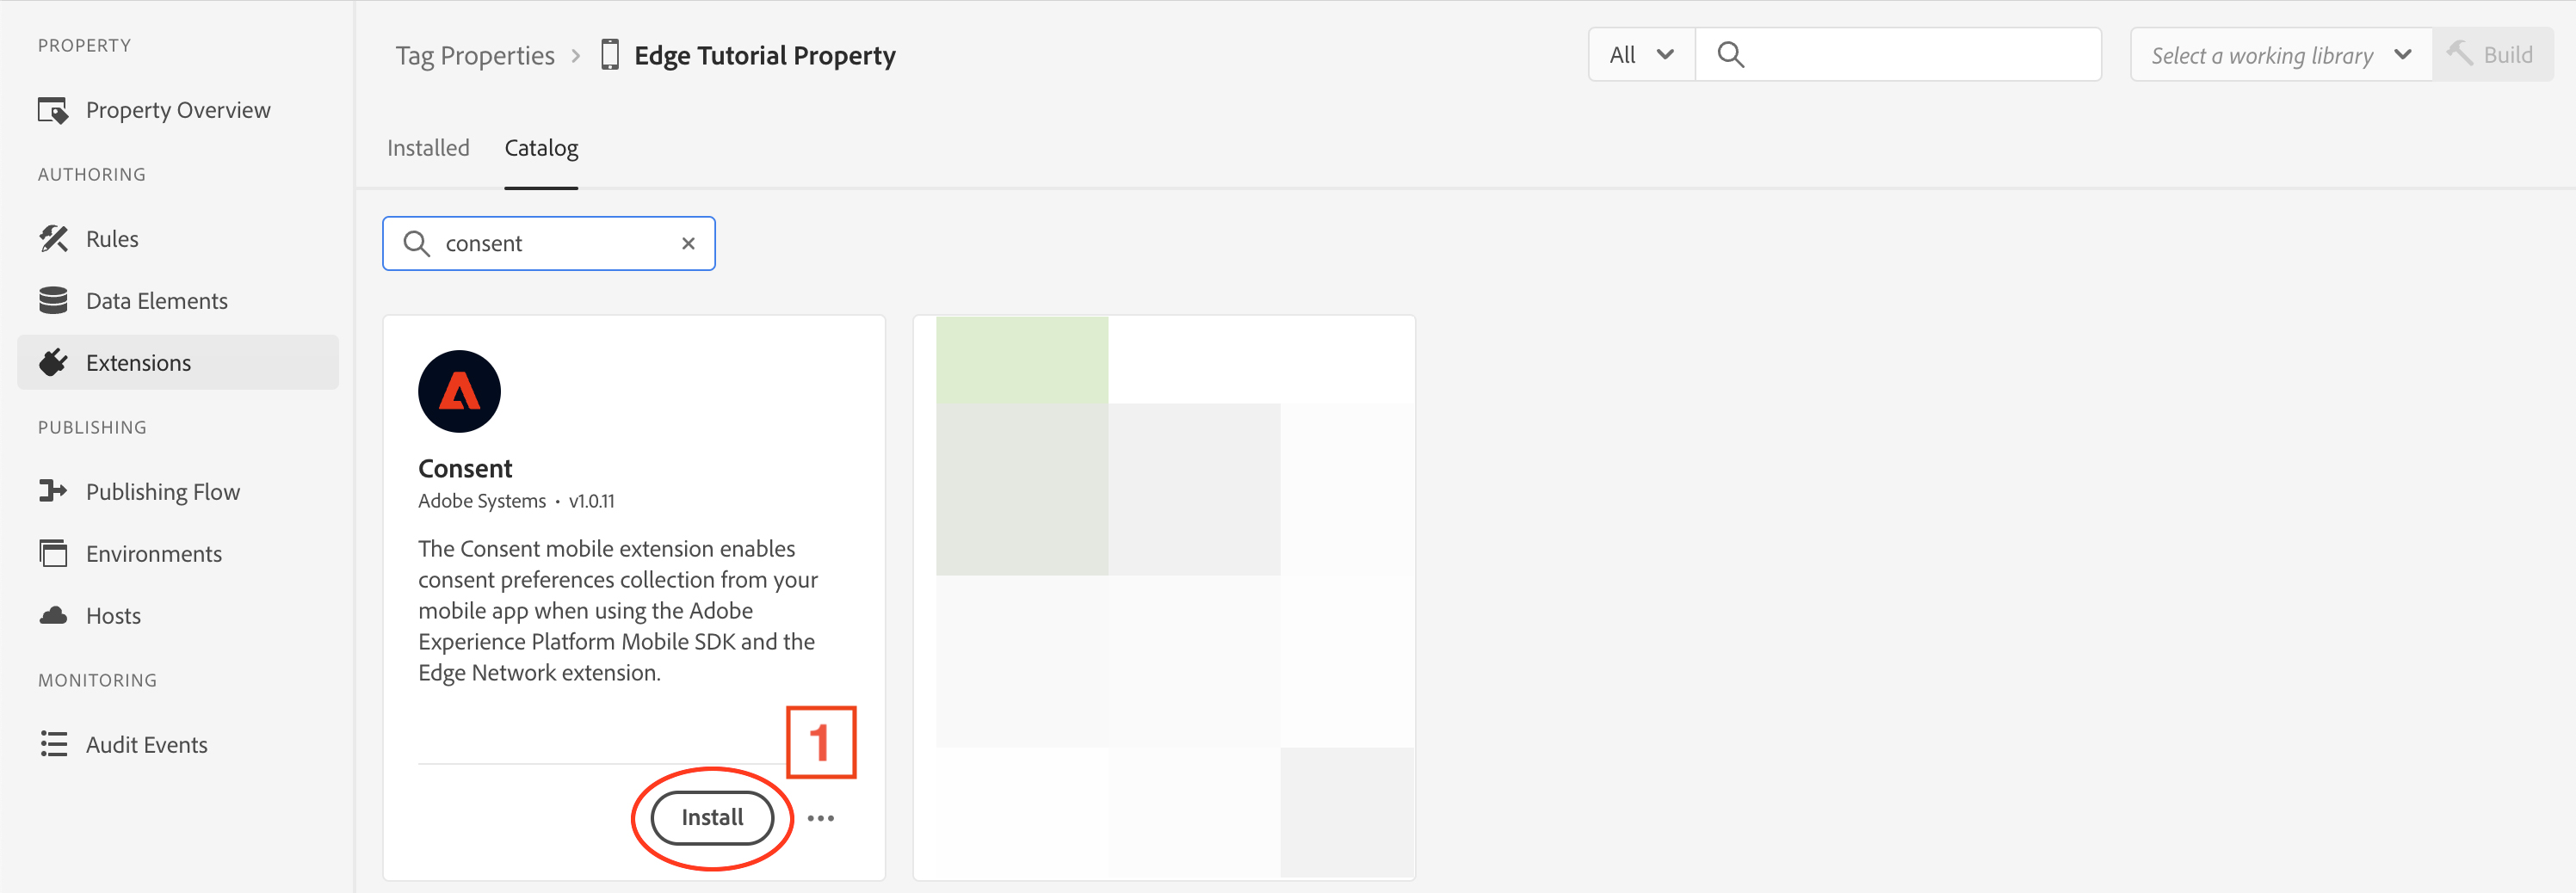 PROPERTY
Property Overview
AUTHORING
Rules
Data Elements
Extensions
PUBLISHING
Publishing Flow
Environments
Hosts
MONITORING
Audit Events
Tag Properties > Edge Tutorial Property
All
Select a working library
Build
Installed
Catalog
consent
Consent
Adobe Systems • v1.0.11
The Consent mobile extension enables
consent preferences collection from your
mobile app when using the Adobe
Experience Platform Mobile SDK and the
Edge Network extension.
1
Install